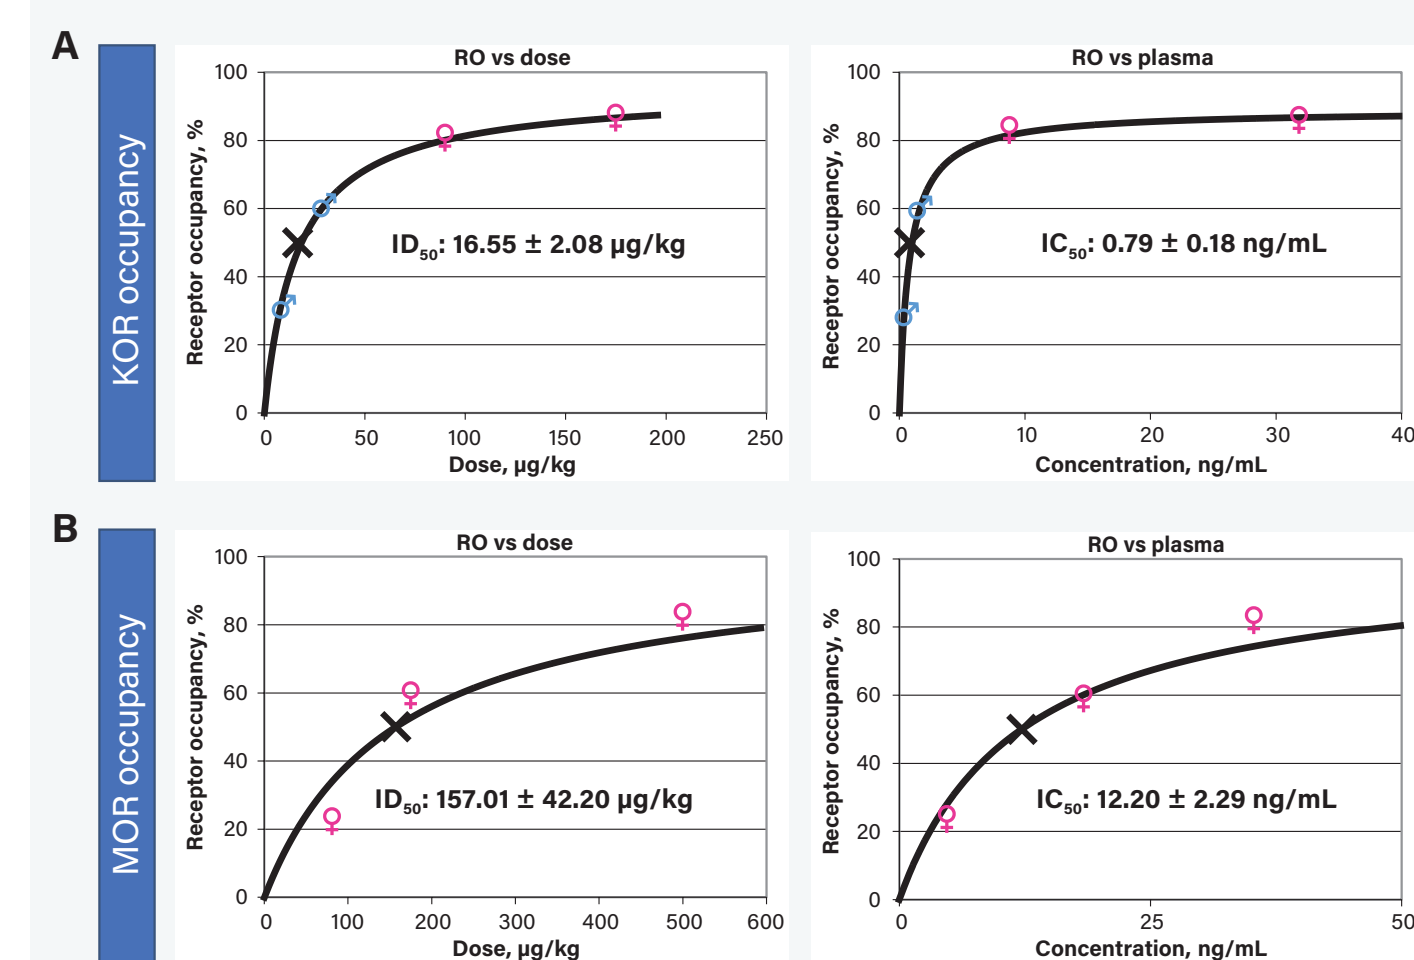 A
KOR occupancy
RO vs dose
Receptor occupancy, %
100
80
60
40
20
0
ID50: 16.55 ± 2.08 µg/kg
0 50 100 150 200 250
Dose, µg/kg
RO vs plasma
Receptor occupancy, %
100
80
60
40
20
0
IC50: 0.79 ± 0.18 ng/mL
0 10 20 30 40
Concentration, ng/mL
B
MOR occupancy
RO vs dose
Receptor occupancy, %
100
80
60
40
20
0
ID50: 157.01 ± 42.20 µg/kg
0 100 200 300 400 500 600
Dose, µg/kg
RO vs plasma
Receptor occupancy, %
100
80
60
40
20
0
IC50: 12.20 ± 2.29 ng/mL
0 25 50
Concentration, ng/mL